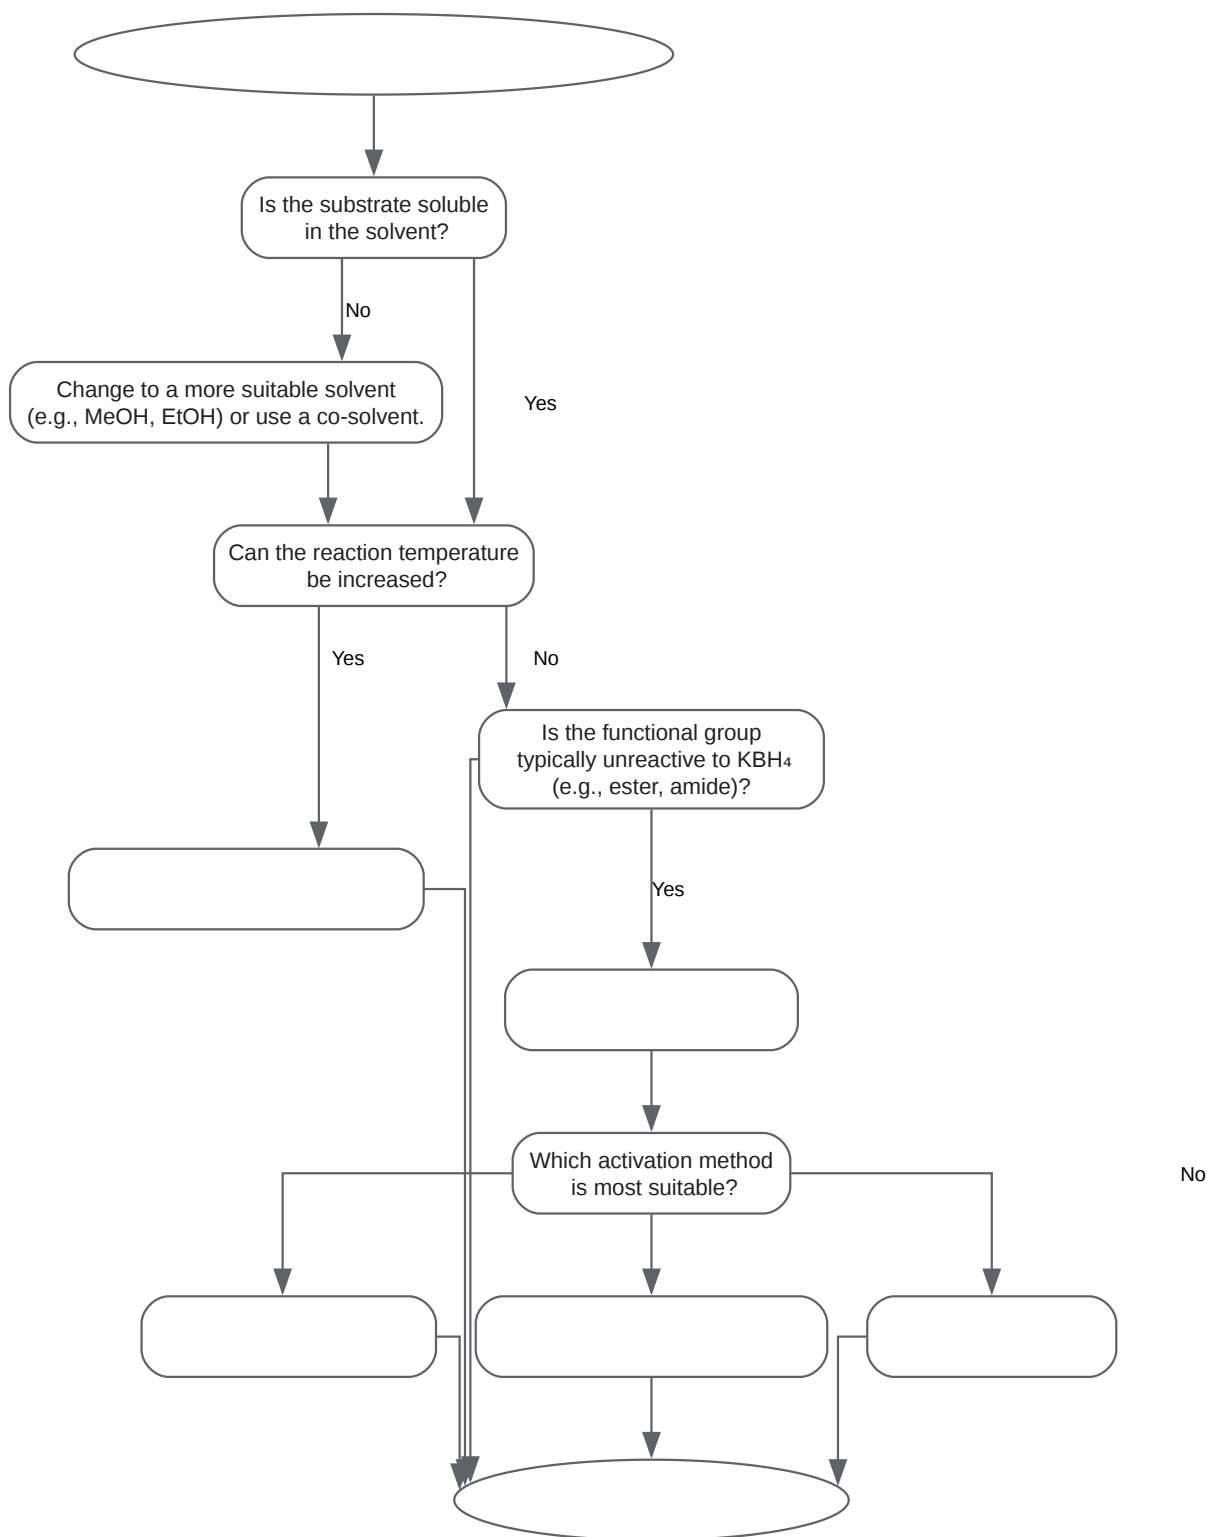 Is the substrate soluble
in the solvent?
No
Change to a more suitable solvent
(e.g., MeOH, EtOH) or use a co-solvent.
Yes
Can the reaction temperature
be increased?
Yes
No
Is the functional group
typically unreactive to KBH₄
(e.g., ester, amide)?
Yes
Which activation method
is most suitable?
No